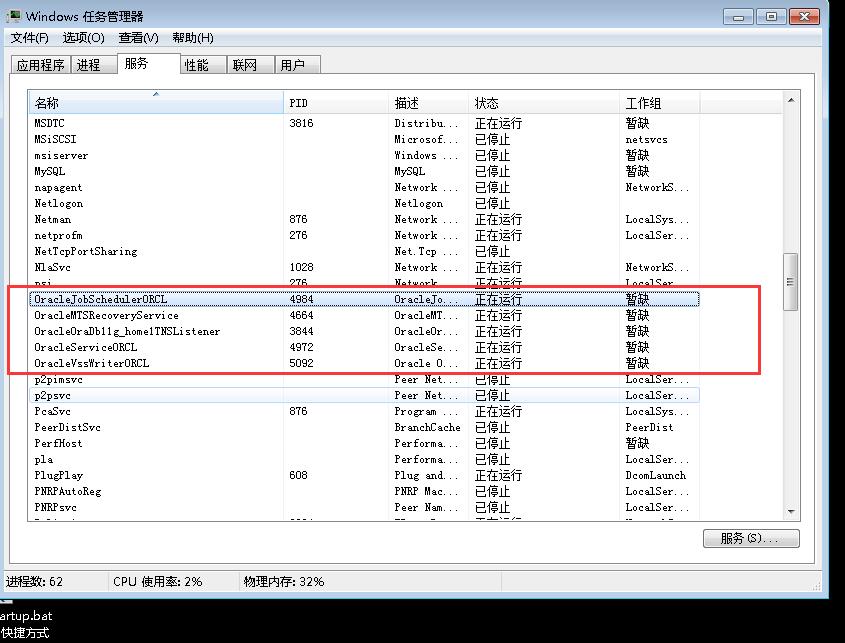 Windows 任务管理器
文件(F) 选项(O) 查看(V) 帮助(H)
应用程序 进程 服务 性能 联网 用户
名称 PID 描述 状态 工作组
MSDTC 3816 Distribu... 正在运行 暂缺
MSiSCSI Microsof... 已停止 netsvcs
msiserver Windows ... 已停止 暂缺
MySQL MySQL 已停止 暂缺
napagent Network ... 已停止 NetworkS...
Netlogon Netlogon 已停止
Netman 876 Network ... 正在运行 LocalSys...
netprofm 276 Network ... 正在运行 LocalSer...
NetTcpPortSharing Net.Tcp ... 已停止
NlaSvc 1028 Network ... 正在运行 NetworkS...
nsi 276 Network ... 正在运行 LocalSer...
OracleJobSchedulerORCL 4984 OracleJo... 正在运行 暂缺
OracleMTSRecoveryService 4664 OracleMT... 正在运行 暂缺
OracleOraDb11g_home1TNSListener 3844 OracleOr... 正在运行 暂缺
OracleServiceORCL 4972 OracleSe... 正在运行 暂缺
OracleVssWriterORCL 5092 Oracle O... 正在运行 暂缺
p2pimsvc Peer Net... 已停止 LocalSer...
p2psvc Peer Net... 已停止 LocalSer...
PcaSvc 876 Program ... 正在运行 LocalSys...
PeerDistSvc BranchCache 已停止 PeerDist
PerfHost Performa... 已停止 暂缺
pla Performa... 已停止 LocalSer...
PlugPlay 608 Plug and... 正在运行 DcomLaunch
PNRPAutoReg PNRP Mac... 已停止 LocalSer...
PNRPsvc Peer Nam... 已停止 LocalSer...
服务(S)...
进程数: 62 CPU 使用率: 2% 物理内存: 32%
artup.bat
快捷方式